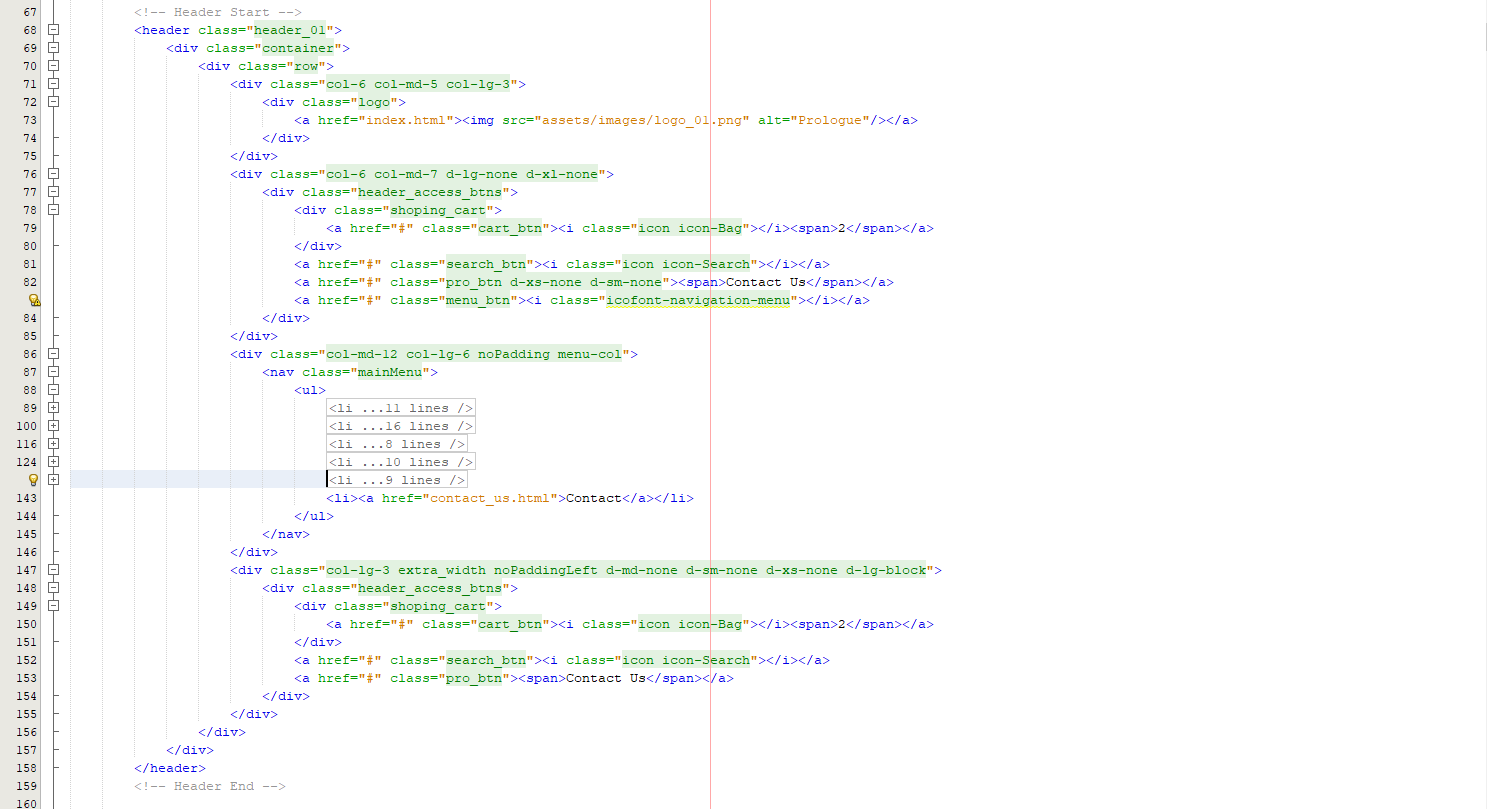 67 <!-- Header Start -->
68 <header class="header_01">
69 <div class="container">
70 <div class="row">
71 <div class="col-6 col-md-5 col-lg-3">
72 <div class="logo">
73 <a href="index.html"><img src="assets/images/logo_01.png" alt="Prologue"/></a>
74 </div>
75 </div>
76 <div class="col-6 col-md-7 d-lg-none d-xl-none">
77 <div class="header_access_btns">
78 <div class="shoping_cart">
79 <a href="#" class="cart_btn"><i class="icon icon-Bag"></i><span>2</span></a>
80 </div>
81 <a href="#" class="search_btn"><i class="icon icon-Search"></i></a>
82 <a href="#" class="pro_btn d-xs-none d-sm-none"><span>Contact Us</span></a>
<a href="#" class="menu_btn"><i class="icofont-navigation-menu"></i></a>
84 </div>
85 </div>
86 <div class="col-md-12 col-lg-6 noPadding menu-col">
87 <nav class="mainMenu">
88 <ul>
89 <li ...11 lines />
100 <li ...16 lines />
116 <li ...8 lines />
124 <li ...10 lines />
<li ...9 lines />
143 <li><a href="contact_us.html">Contact</a></li>
144 </ul>
145 </nav>
146 </div>
147 <div class="col-lg-3 extra_width noPaddingLeft d-md-none d-sm-none d-xs-none d-lg-block">
148 <div class="header_access_btns">
149 <div class="shoping_cart">
150 <a href="#" class="cart_btn"><i class="icon icon-Bag"></i><span>2</span></a>
151 </div>
152 <a href="#" class="search_btn"><i class="icon icon-Search"></i></a>
153 <a href="#" class="pro_btn"><span>Contact Us</span></a>
154 </div>
155 </div>
156 </div>
157 </div>
158 </header>
159 <!-- Header End -->
160